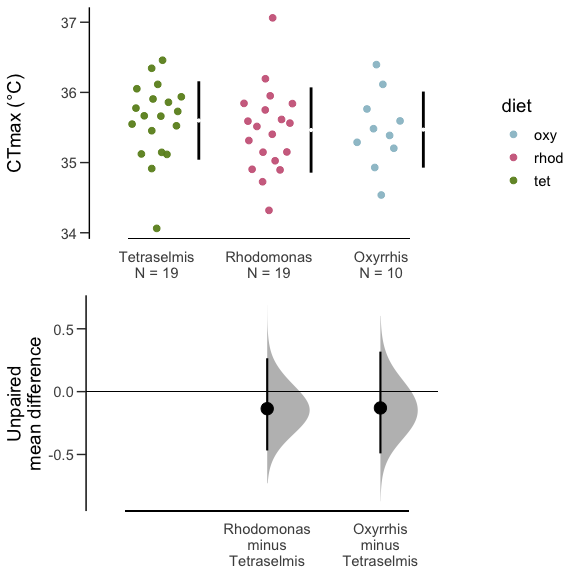 CTmax (°C)
37
36
35
34
Tetraselmis
N = 19
Rhodomonas
N = 19
Oxyrrhis
N = 10
diet
oxy
rhod
tet
Unpaired
mean difference
0.5
0.0
-0.5
Rhodomonas
minus
Tetraselmis
Oxyrrhis
minus
Tetraselmis